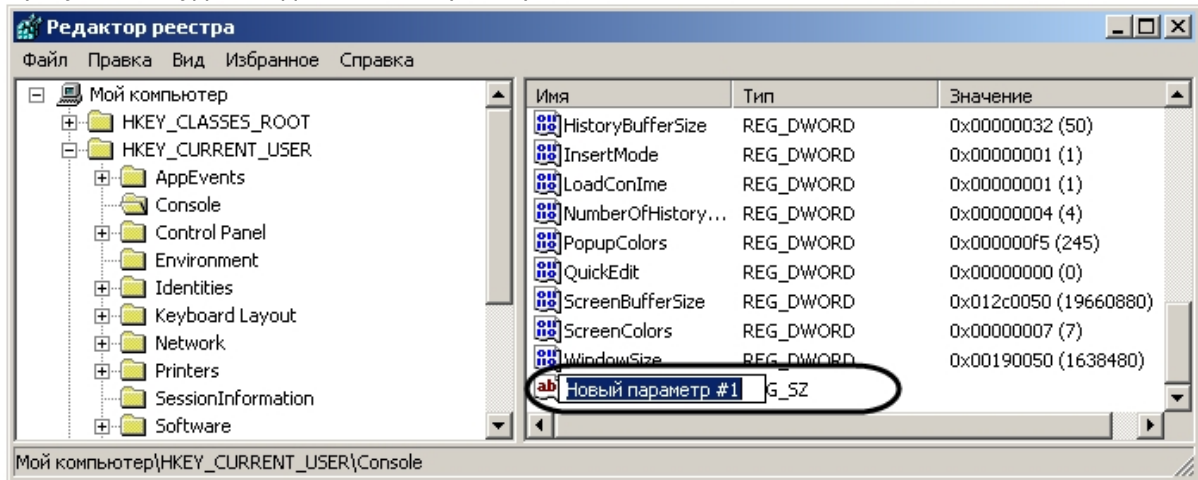 Редактор реестра
Файл Правка Вид Избранное Справка
Мой компьютер
HKEY_CLASSES_ROOT
HKEY_CURRENT_USER
AppEvents
Console
Control Panel
Environment
Identities
Keyboard Layout
Network
Printers
SessionInformation
Software
Имя Тип Значение
HistoryBufferSize REG_DWORD 0x00000032 (50)
InsertMode REG_DWORD 0x00000001 (1)
LoadConIme REG_DWORD 0x00000001 (1)
NumberOfHistory... REG_DWORD 0x00000004 (4)
PopupColors REG_DWORD 0x000000f5 (245)
QuickEdit REG_DWORD 0x00000000 (0)
ScreenBufferSize REG_DWORD 0x012c0050 (19660880)
ScreenColors REG_DWORD 0x00000007 (7)
WindowSize REG_DWORD 0x00190050 (1638480)
Новый параметр #1 G_SZ
Мой компьютер\HKEY_CURRENT_USER\Console